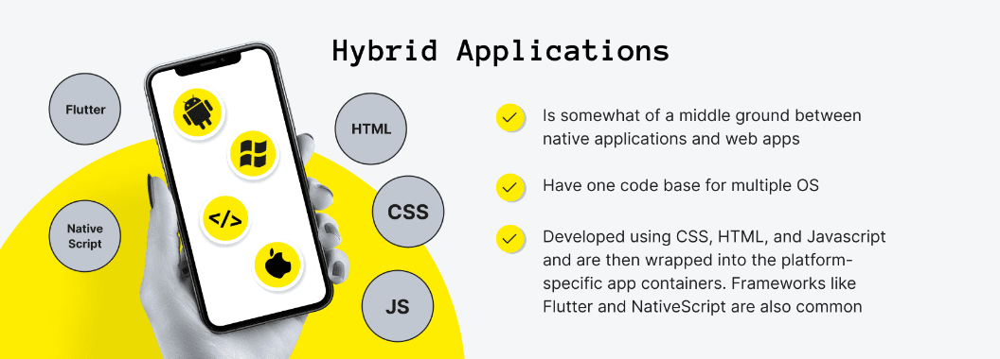 Hybrid Applications
Flutter
Native
Script
</>
HTML
CSS
JS
Is somewhat of a middle ground between
native applications and web apps
Have one code base for multiple OS
Developed using CSS, HTML, and Javascript
and are then wrapped into the platform-
specific app containers. Frameworks like
Flutter and NativeScript are also common